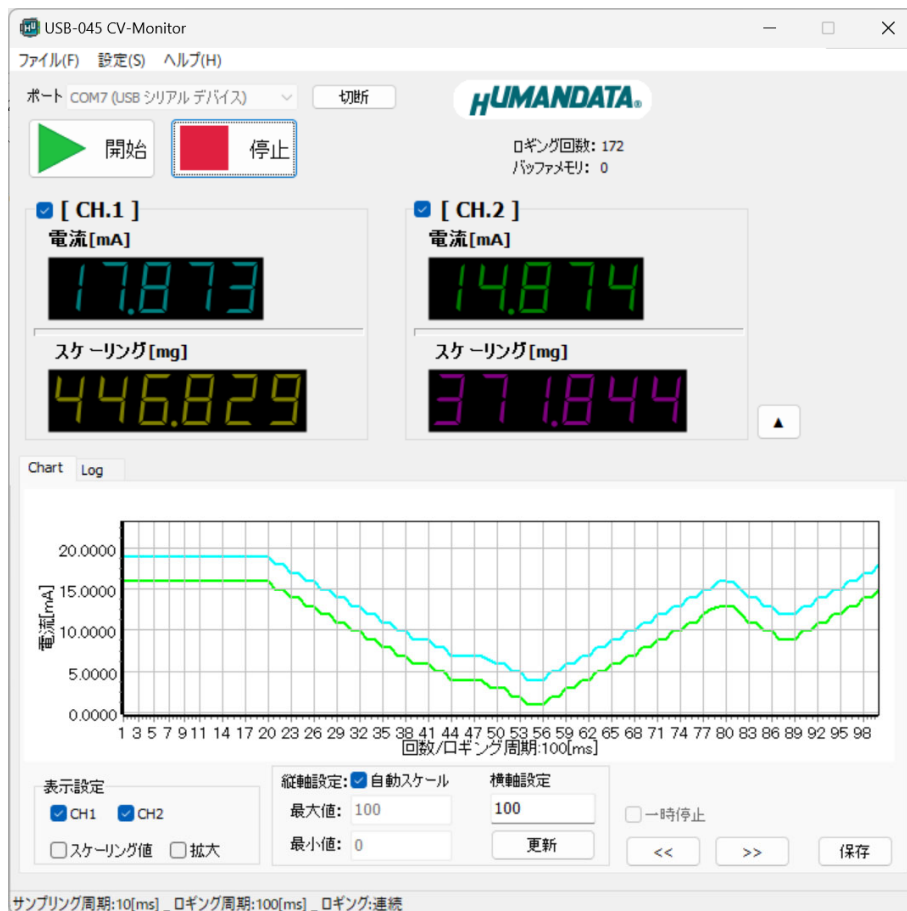 USB-045 CV-Monitor
ファイル(F) 設定(S) ヘルプ(H)
ポート COM7 (USB シリアル デバイス) 切断
HUMANDATA®
開始 停止
ロギング回数: 172
バッファメモリ: 0
[ CH.1 ]
電流[mA]
17.873
スケーリング[mg]
446.829
[ CH.2 ]
電流[mA]
14.874
スケーリング[mg]
371.844
▲
Chart Log
電流[mA]
20.0000
15.0000
10.0000
5.0000
0.0000
1 3 5 7 9 11 14 17 20 23 26 29 32 35 38 41 44 47 50 53 56 59 62 65 68 71 74 77 80 83 86 89 92 95 98
回数/ロギング周期:100[ms]
表示設定
CH1 CH2
スケーリング値 拡大
縦軸設定: 自動スケール
最大値: 100
最小値: 0
横軸設定
100
更新
一時停止
<< >> 保存
サンプリング周期:10[ms] _ ロギング周期:100[ms] _ ロギング:連続